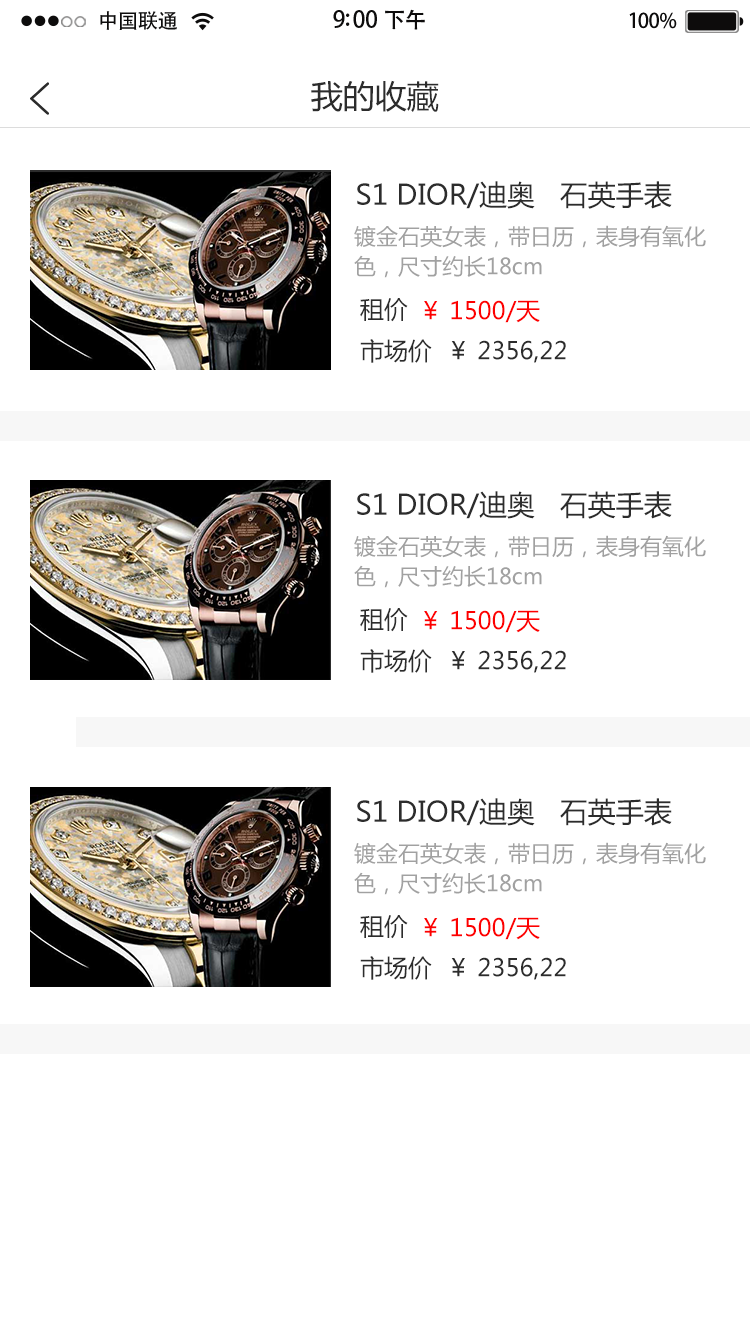 中国联通 9:00 下午 100%
我的收藏
S1 DIOR/迪奥 石英手表
镀金石英女表，带日历，表身有氧化
色，尺寸约长18cm
租价 ¥ 1500/天
市场价 ¥ 2356,22
S1 DIOR/迪奥 石英手表
镀金石英女表，带日历，表身有氧化
色，尺寸约长18cm
租价 ¥ 1500/天
市场价 ¥ 2356,22
S1 DIOR/迪奥 石英手表
镀金石英女表，带日历，表身有氧化
色，尺寸约长18cm
租价 ¥ 1500/天
市场价 ¥ 2356,22